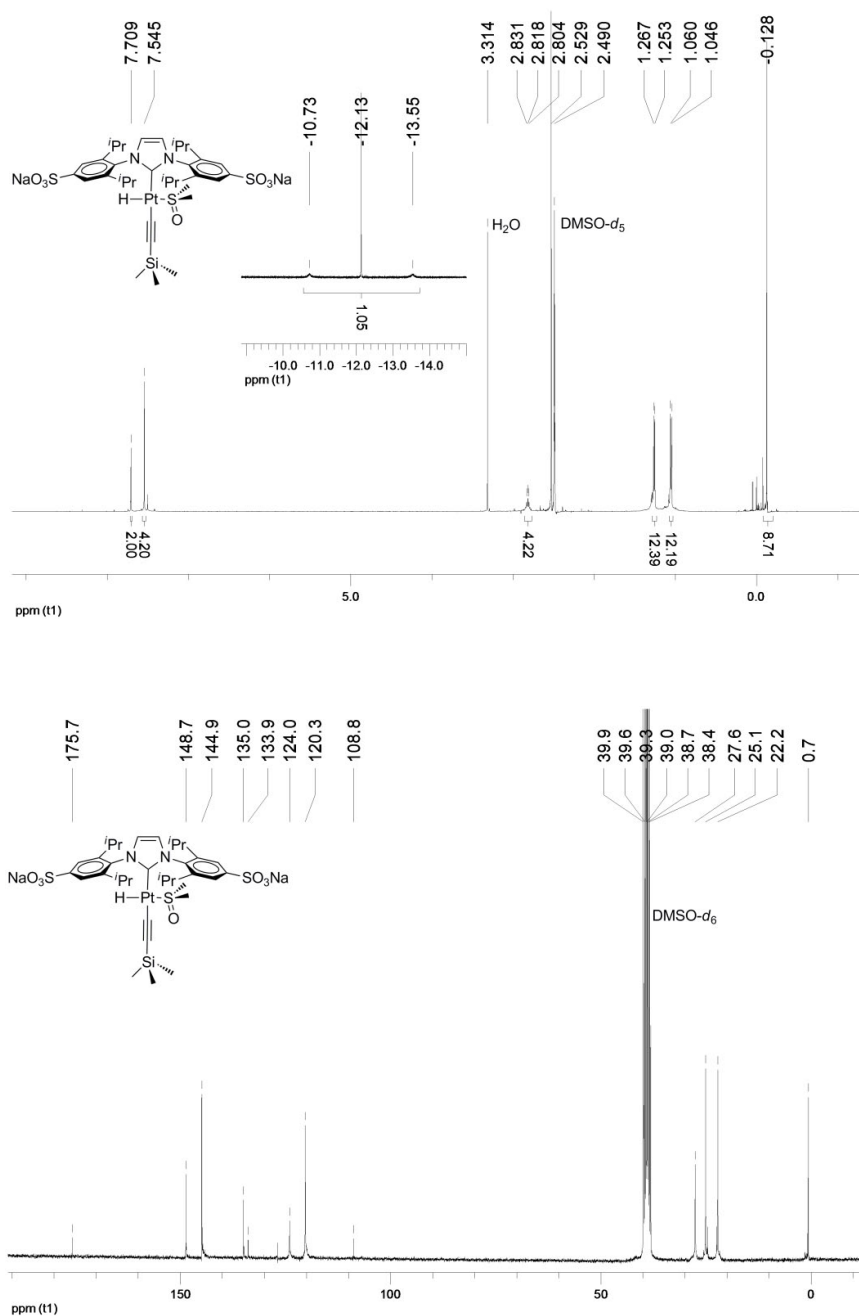 7.709
7.545
3.314
2.831
2.818
2.804
2.529
2.490
1.267
1.253
1.060
1.046
-0.128
-10.73
-12.13
-13.55
iPr
iPr
NaO3S
N
N
SO3Na
iPr
iPr
H
Pt
S
O
Si
H2O
DMSO-d5
1.05
-10.0
-11.0
-12.0
-13.0
-14.0
ppm (t1)
2.00
4.20
4.22
12.39
12.19
8.71
5.0
0.0
ppm (t1)
175.7
148.7
144.9
135.0
133.9
124.0
120.3
108.8
39.9
39.6
39.3
39.0
38.7
38.4
27.6
25.1
22.2
0.7
iPr
iPr
NaO3S
N
N
SO3Na
iPr
iPr
H
Pt
S
O
Si
DMSO-d6
150
100
50
0
ppm (t1)